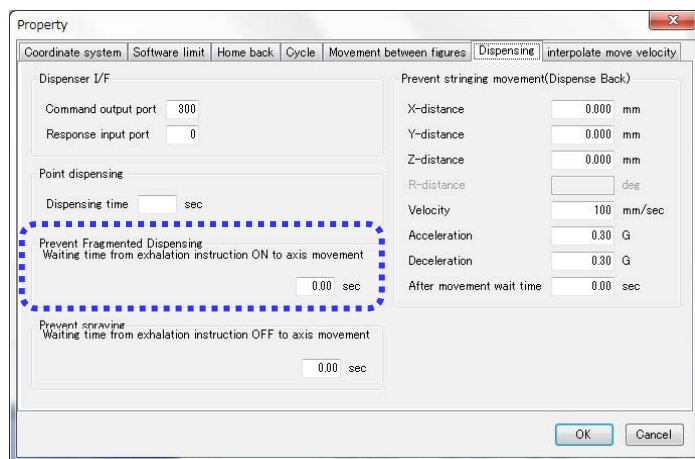 Property
Coordinate system Software limit Home back Cycle Movement between figures Dispensing interpolate move velocity
Dispenser I/F
Command output port 300
Response input port 0
Point dispensing
Dispensing time sec
Prevent Fragmented Dispensing
Waiting time from exhalation instruction ON to axis movement
0.00 sec
Prevent spraying
Waiting time from exhalation instruction OFF to axis movement
0.00 sec
Prevent stringing movement(Dispense Back)
X-distance 0.000 mm
Y-distance 0.000 mm
Z-distance 0.000 mm
R-distance deg
Velocity 100 mm/sec
Acceleration 0.30 G
Deceleration 0.30 G
After movement wait time 0.00 sec
OK Cancel